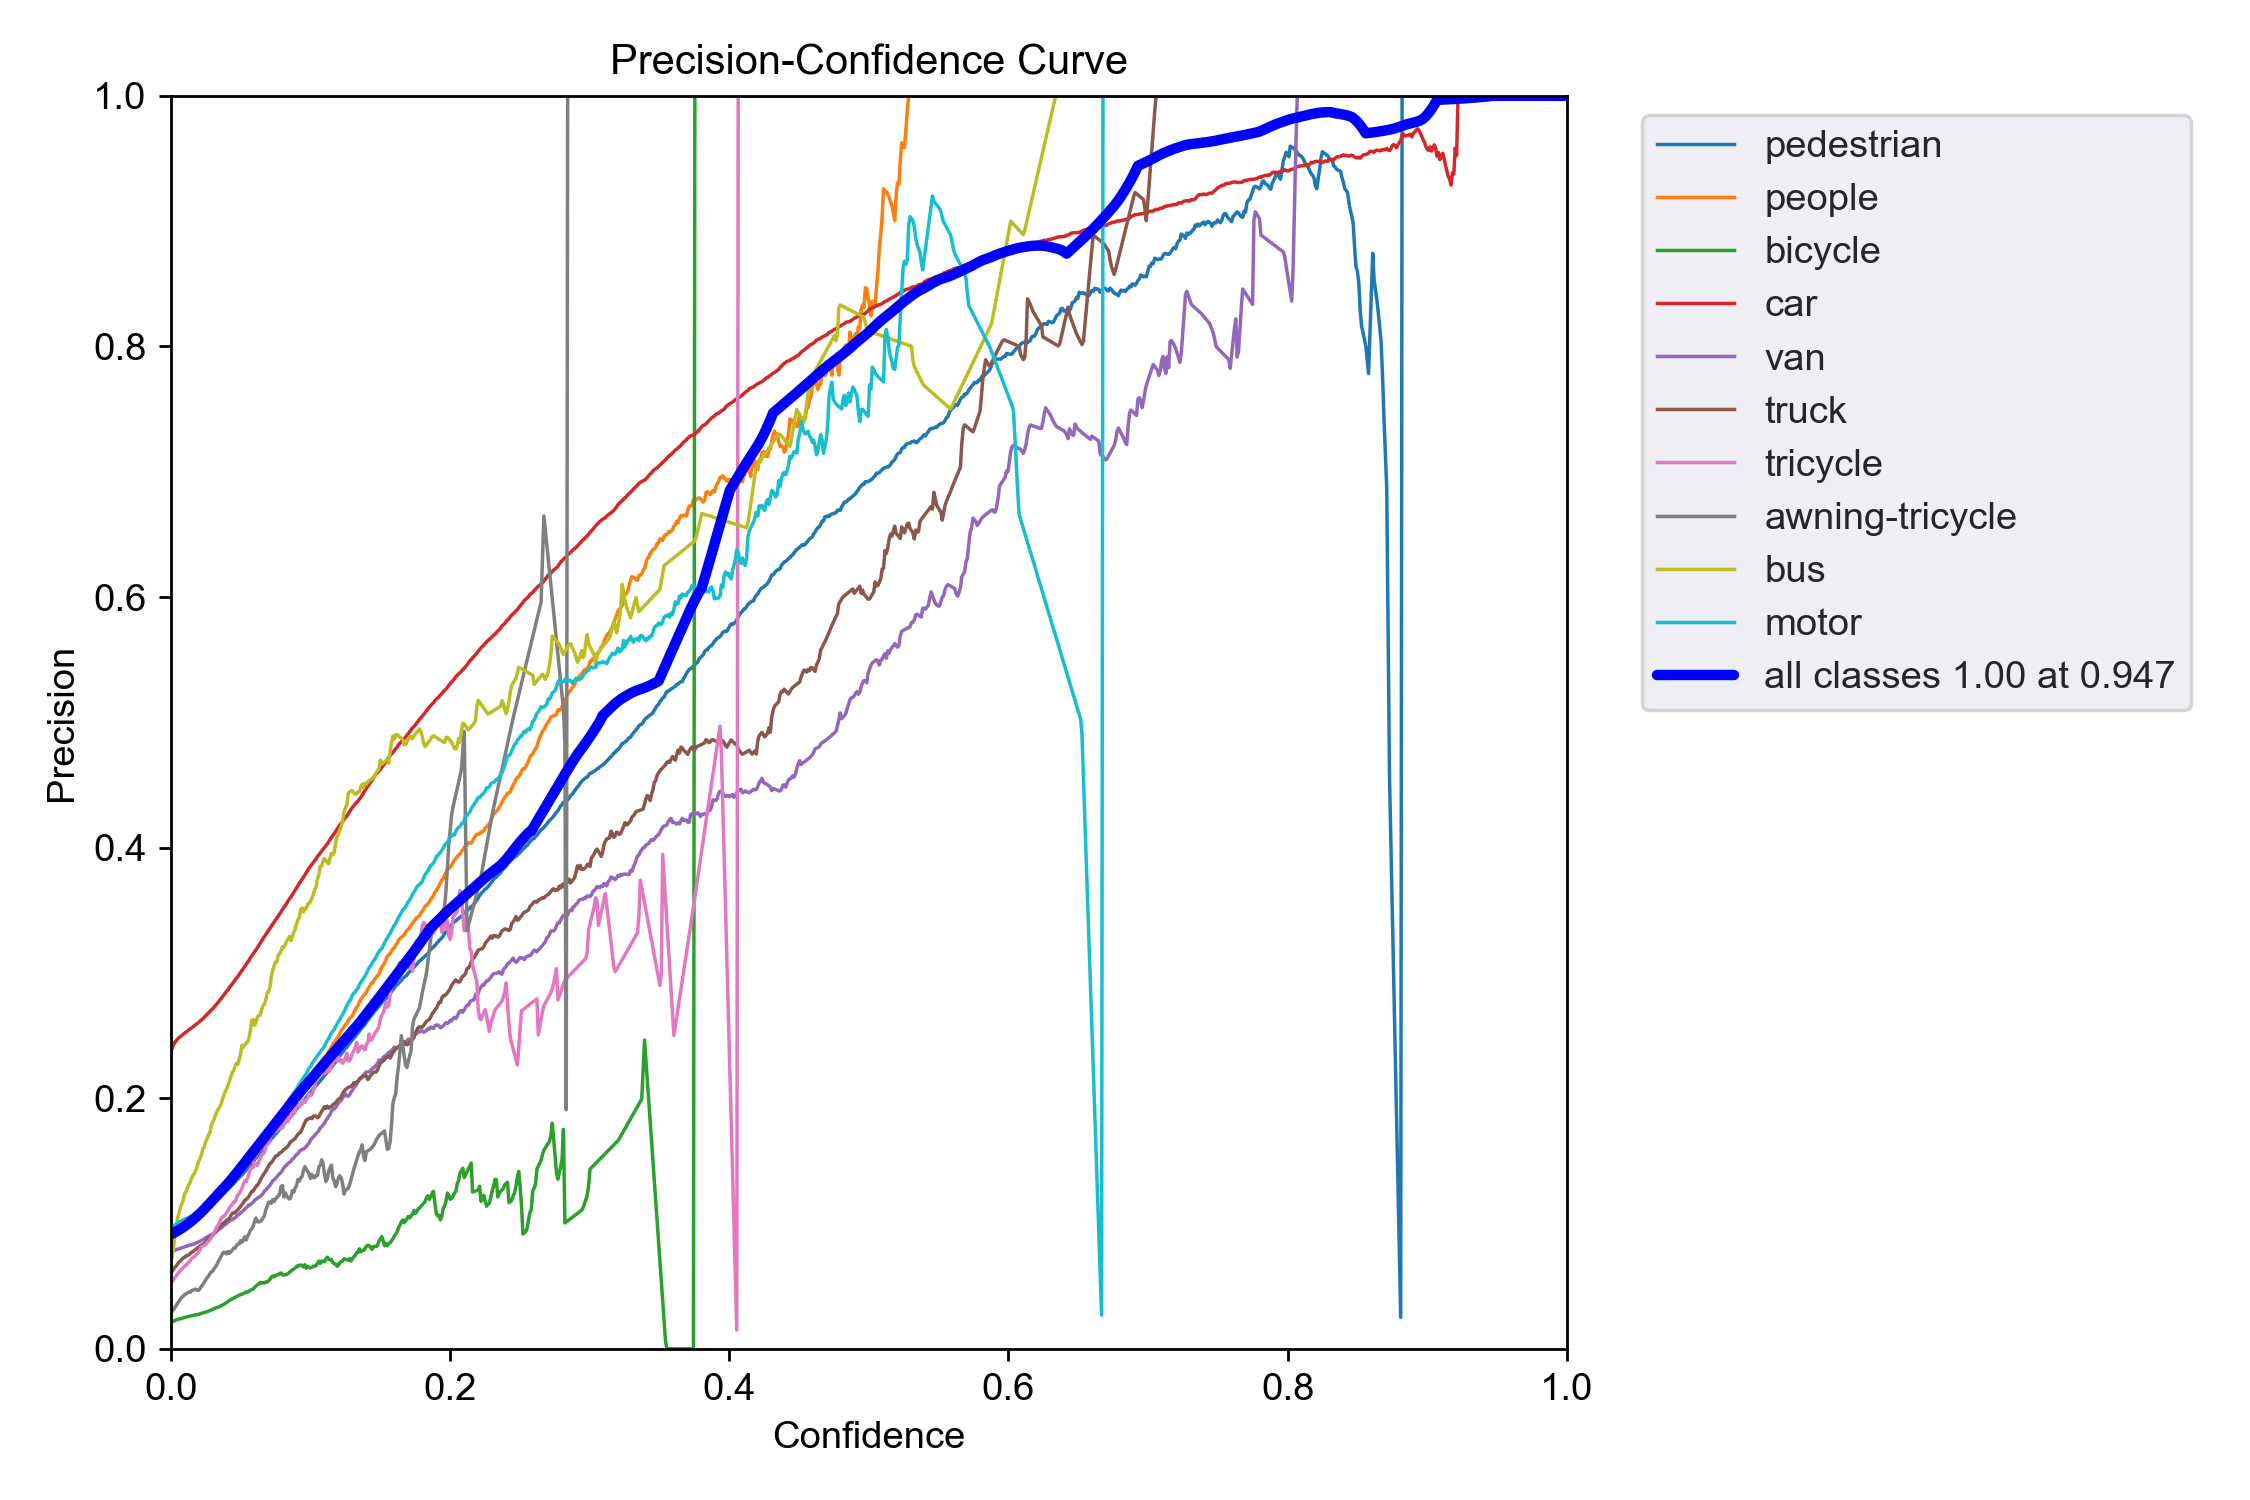 Precision-Confidence Curve
1.0
0.8
0.6
0.4
0.2
0.0
Precision
0.0 0.2 0.4 0.6 0.8 1.0
Confidence
pedestrian
people
bicycle
car
van
truck
tricycle
awning-tricycle
bus
motor
all classes 1.00 at 0.947